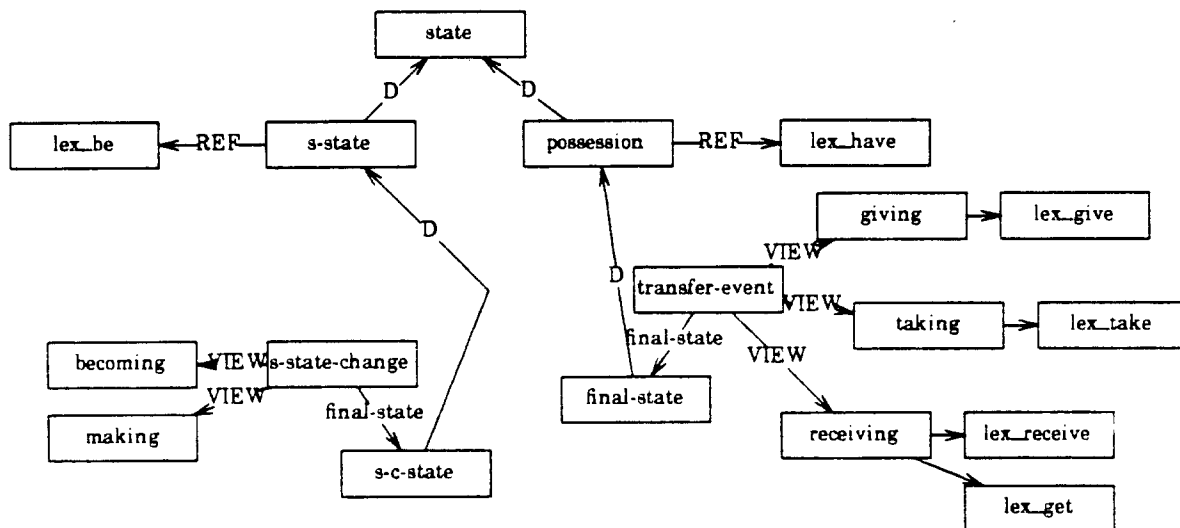 state
D
D
lex_be
REF
s-state
possession
REF
lex_have
giving
lex_give
D
VIEW
D
transfer-event
VIEW
taking
lex_take
final-state
becoming
VIEW
s-state-change
VIEW
VIEW
final-state
final-state
making
receiving
lex_receive
s-c-state
lex_get